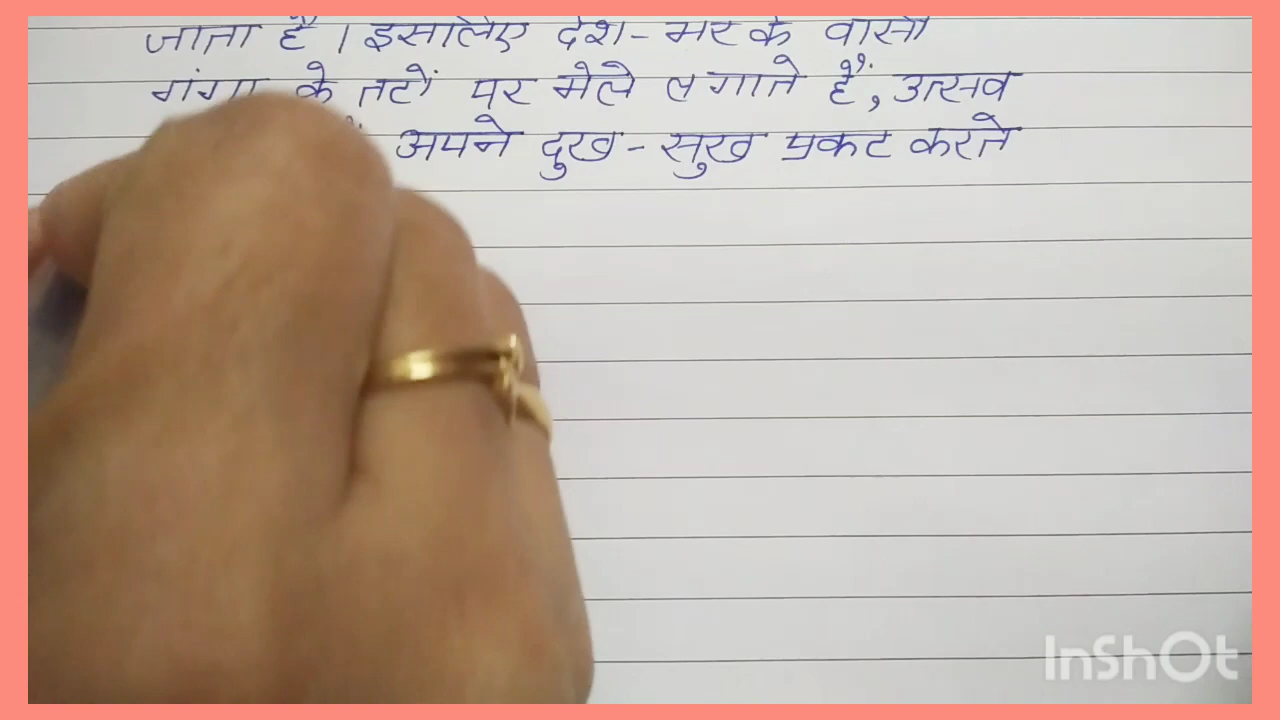 जाता है। इसलिए देश-भर के वासी
गंगा के तटों पर मेले लगाते हैं, उत्सव
अपने दुख-सुख प्रकट करते
InShOt